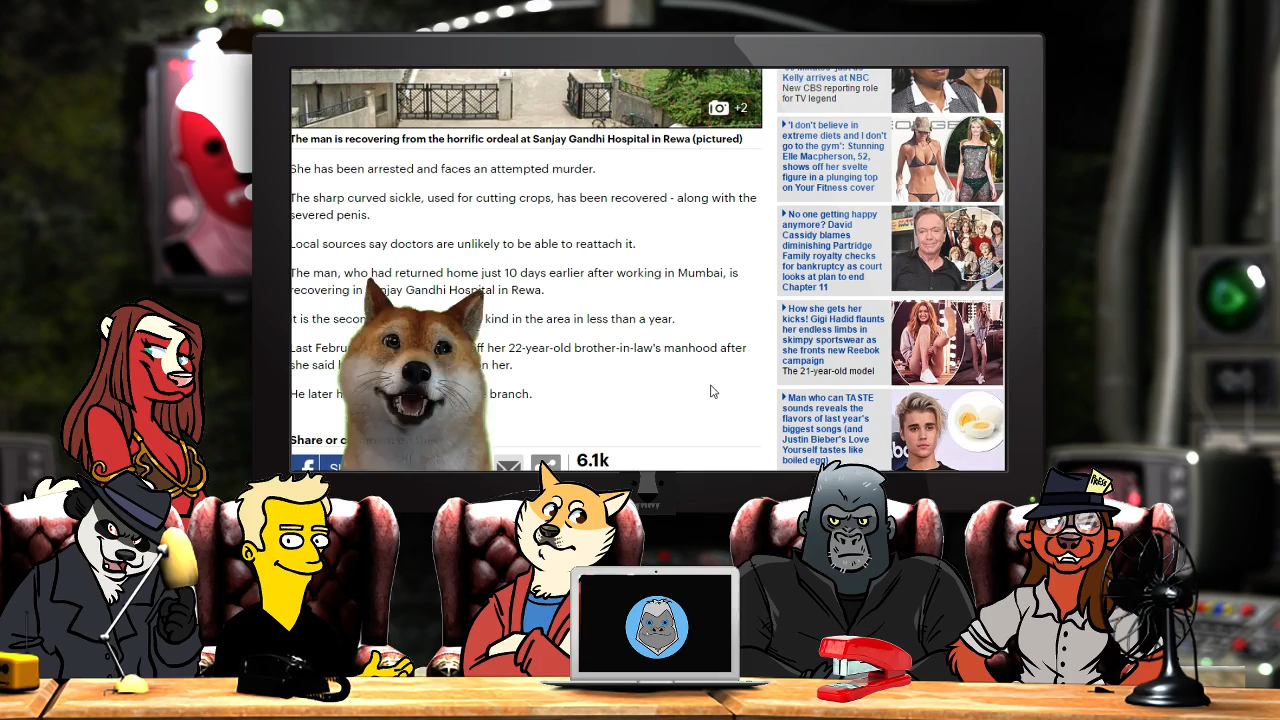 +2
The man is recovering from the horrific ordeal at Sanjay Gandhi Hospital in Rewa (pictured)
She has been arrested and faces an attempted murder.
The sharp curved sickle, used for cutting crops, has been recovered - along with the
severed penis.
Local sources say doctors are unlikely to be able to reattach it.
The man, who had returned home just 10 days earlier after working in Mumbai, is
recovering in Sanjay Gandhi Hospital in Rewa.
It is the kind in the area in less than a year.
Last her 22-year-old brother-in-law's manhood after
she said on her.
He later branch.
Share or
f
6.1k
Kelly arrives at NBC
New CBS reporting role
for TV legend
'I don't believe in
extreme diets and I don't
go to the gym': Stunning
Elle Macpherson, 52,
shows off her svelte
figure in a plunging top
on Your Fitness cover
No one getting happy
anymore? David
Cassidy blames
diminishing Partridge
Family royalty checks
for bankruptcy as court
looks at plan to end
Chapter 11
How she gets her
kicks! Gigi Hadid flaunts
her endless limbs in
skimpy sportswear as
she fronts new Reebok
campaign
The 21-year-old model
Man who can TASTE
sounds reveals the
flavors of last year's
biggest songs (and
Justin Bieber's Love
Yourself tastes like
boiled egg)
PRESS